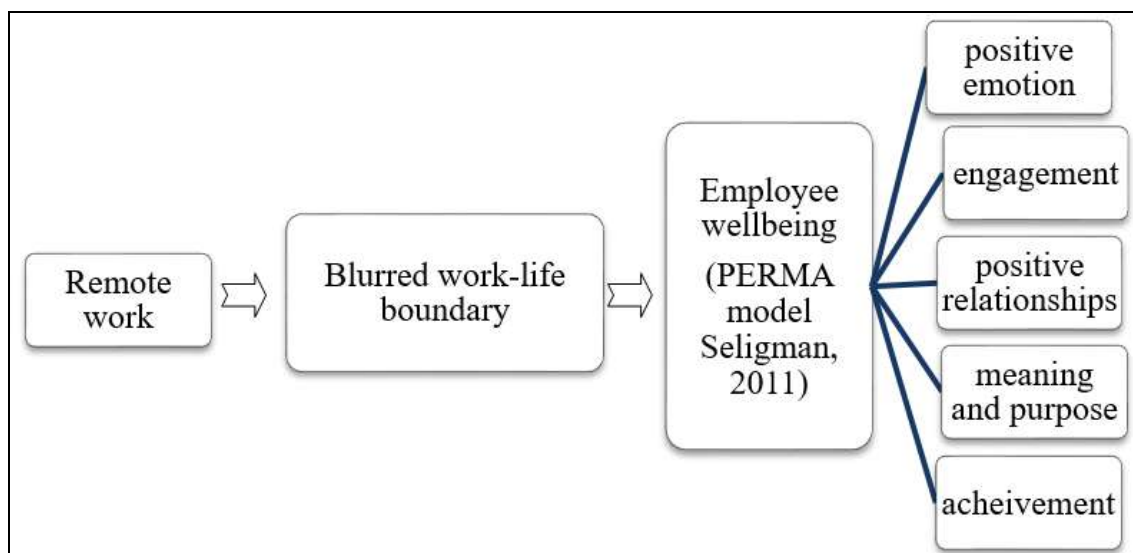 Remote
work
Blurred work-life
boundary
Employee
wellbeing
(PERMA
model
Seligman,
2011)
positive
emotion
engagement
positive
relationships
meaning
and purpose
acheivement